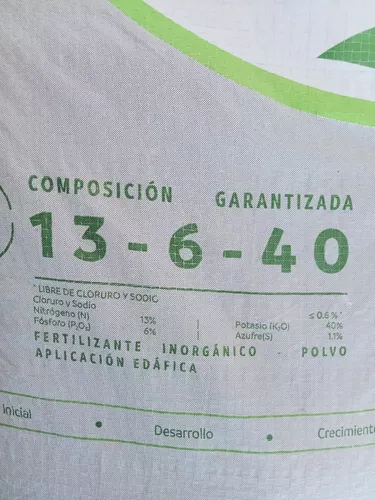 COMPOSICIÓN GARANTIZADA
13-6-40
* LIBRE DE CLORURO Y SODIO
Cloruro y Sodio ≤ 0.6 % *
Nitrógeno (N) 13% Potasio (K₂O) 40%
Fósforo (P₂O₅) 6% Azufre(S) 1.1%
FERTILIZANTE INORGÁNICO · POLVO
APLICACIÓN EDÁFICA
Inicial • Desarrollo • Crecimiento